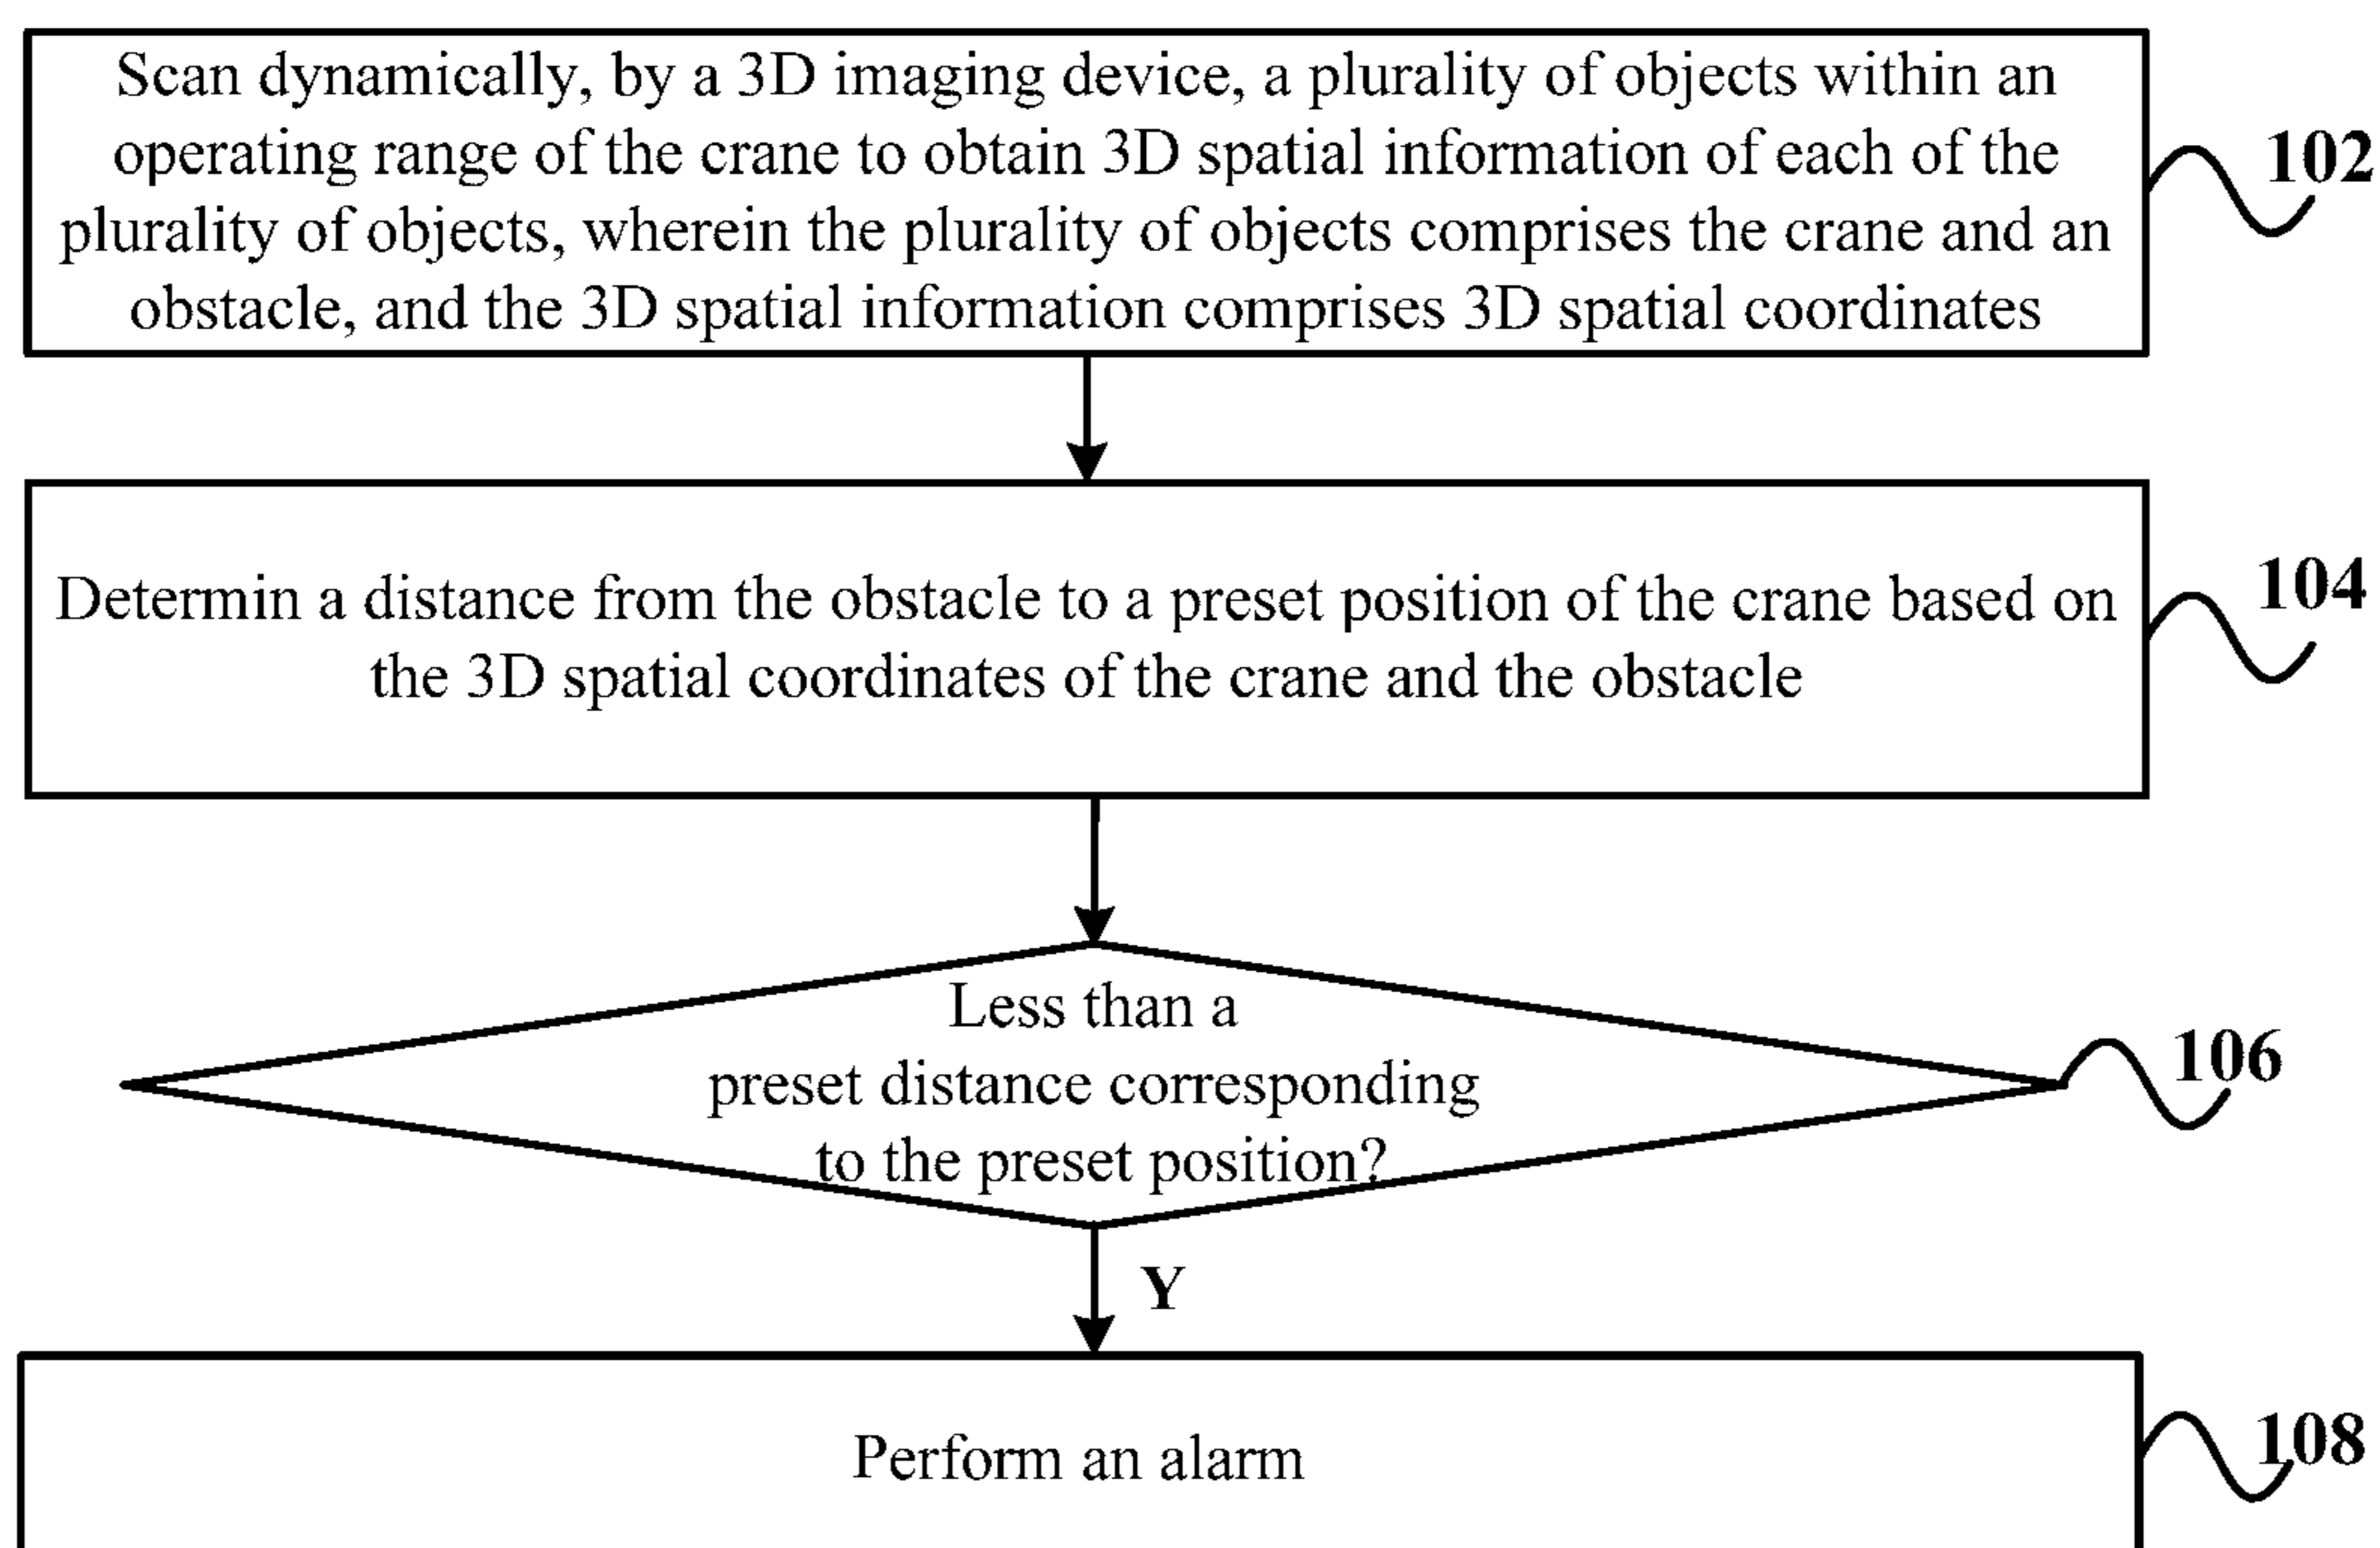 Scan dynamically, by a 3D imaging device, a plurality of objects within an
operating range of the crane to obtain 3D spatial information of each of the
plurality of objects, wherein the plurality of objects comprises the crane and an
obstacle, and the 3D spatial information comprises 3D spatial coordinates
102
Determin a distance from the obstacle to a preset position of the crane based on
the 3D spatial coordinates of the crane and the obstacle
104
Less than a
preset distance corresponding
to the preset position?
106
Y
Perform an alarm
108